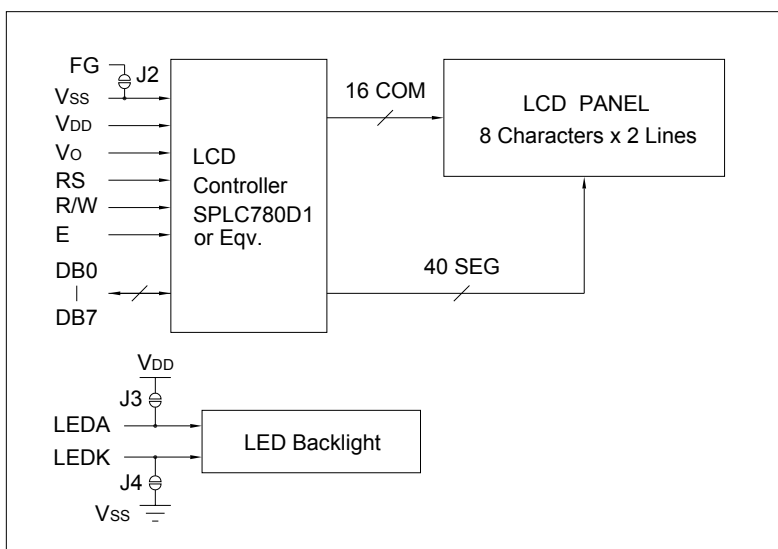 FG
J2
VSS
VDD
VO
RS
R/W
E
DB0
DB7
LCD
Controller
SPLC780D1
or Eqv.
16 COM
40 SEG
LCD PANEL
8 Characters x 2 Lines
VDD
J3
LEDA
LEDK
J4
VSS
LED Backlight